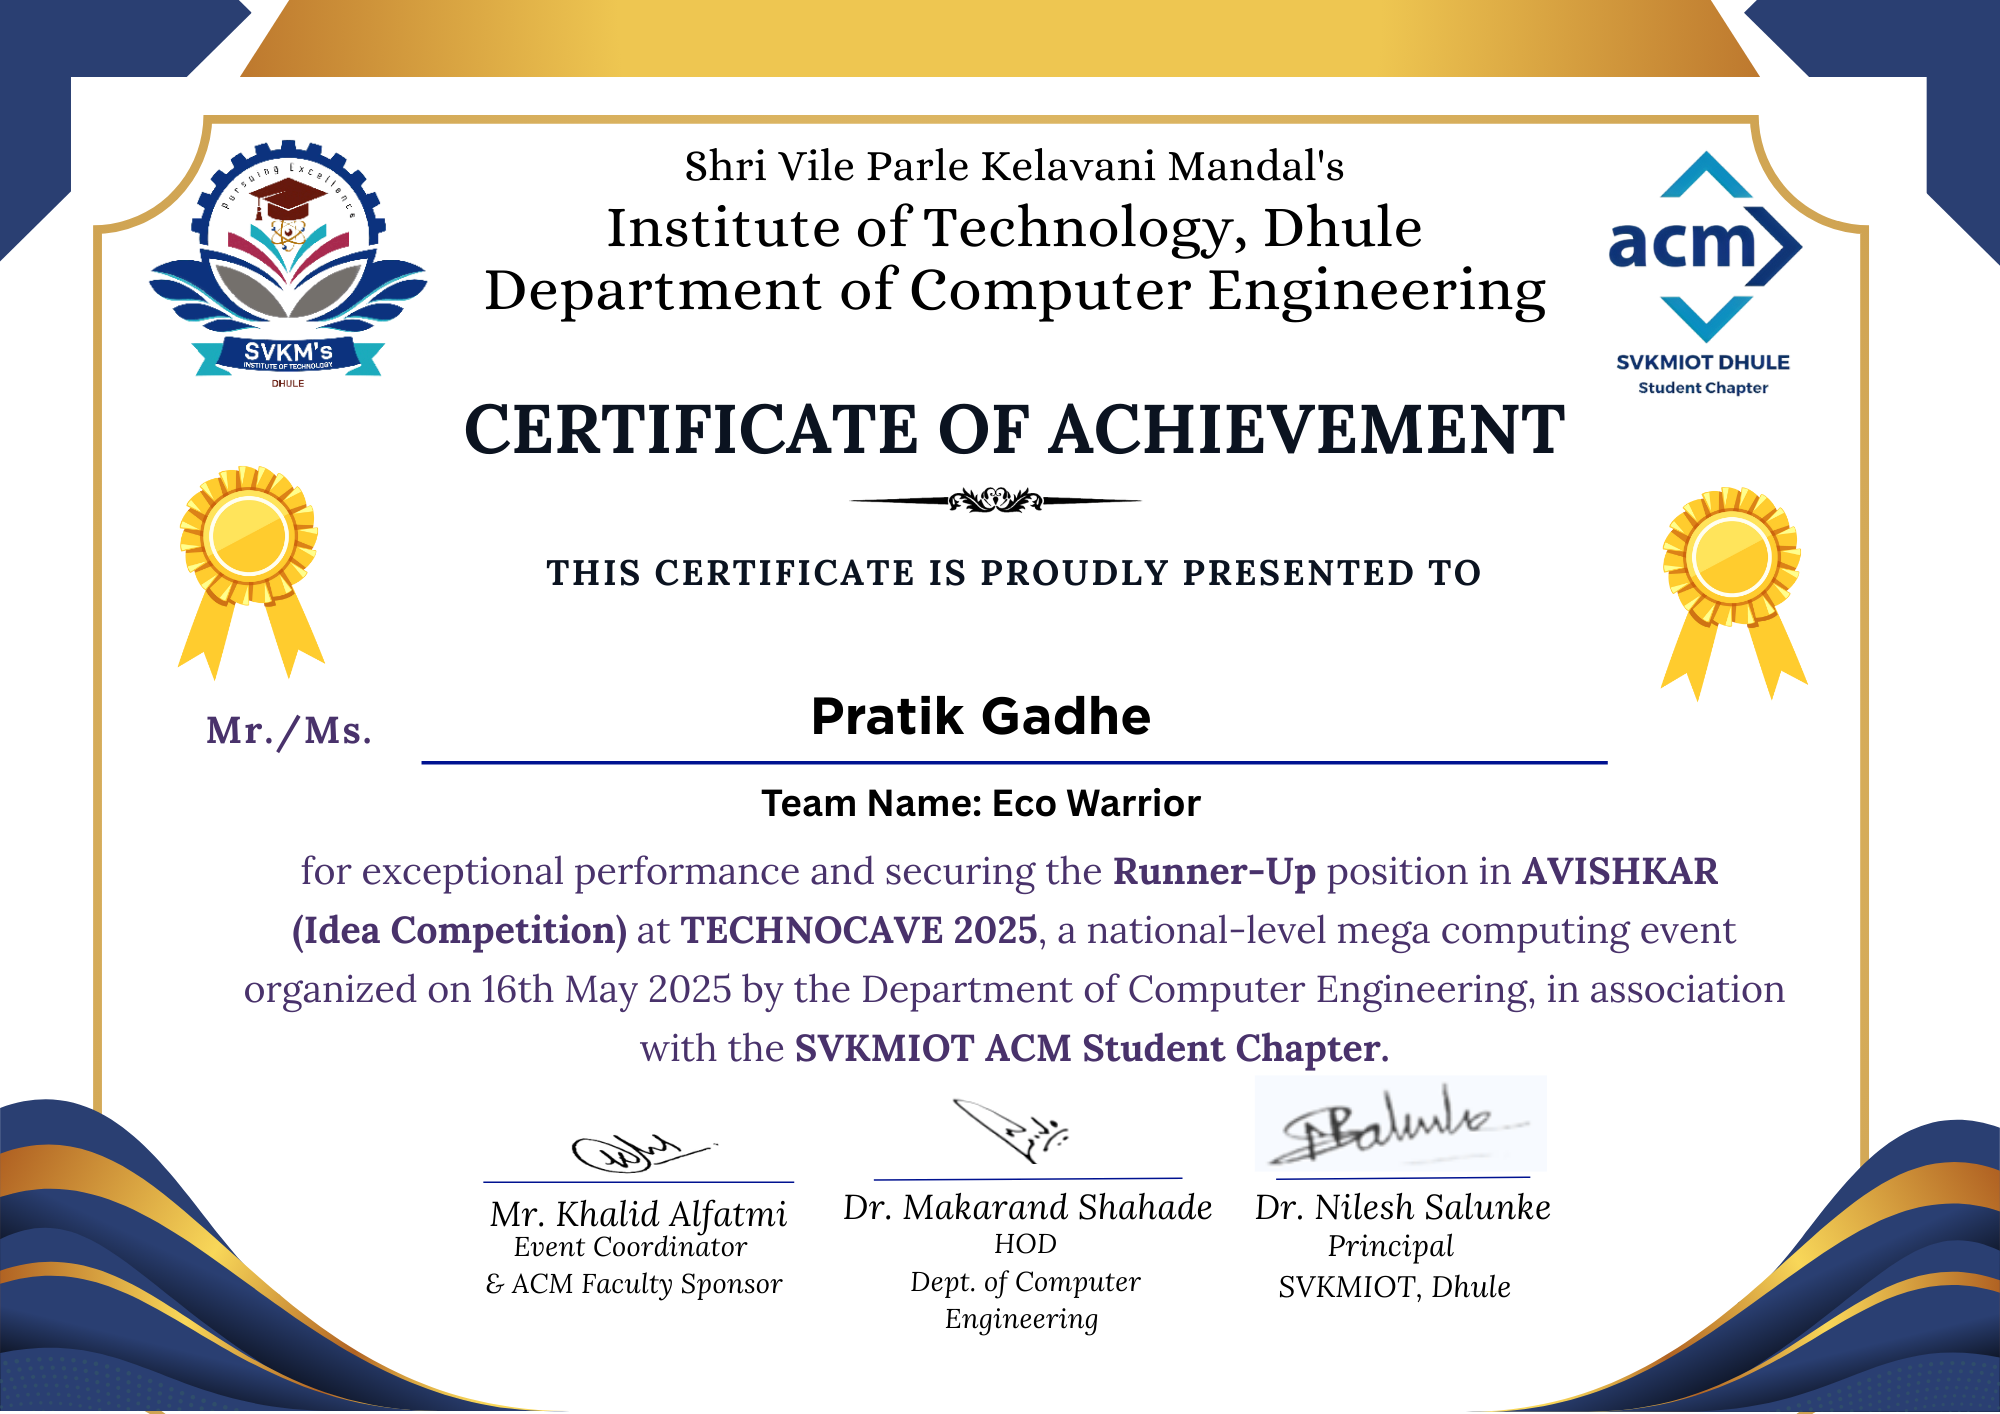 Shri Vile Parle Kelavani Mandal's
Institute of Technology, Dhule
Department of Computer Engineering
Pursuing Excellence
SVKM's
INSTITUTE OF TECHNOLOGY
DHULE
acm
SVKMIOT DHULE
Student Chapter
CERTIFICATE OF ACHIEVEMENT
THIS CERTIFICATE IS PROUDLY PRESENTED TO
Mr./Ms.
Pratik Gadhe
Team Name: Eco Warrior
for exceptional performance and securing the Runner-Up position in AVISHKAR
(Idea Competition) at TECHNOCAVE 2025, a national-level mega computing event
organized on 16th May 2025 by the Department of Computer Engineering, in association
with the SVKMIOT ACM Student Chapter.
Mr. Khalid Alfatmi
Event Coordinator
& ACM Faculty Sponsor
Dr. Makarand Shahade
HOD
Dept. of Computer
Engineering
Dr. Nilesh Salunke
Principal
SVKMIOT, Dhule